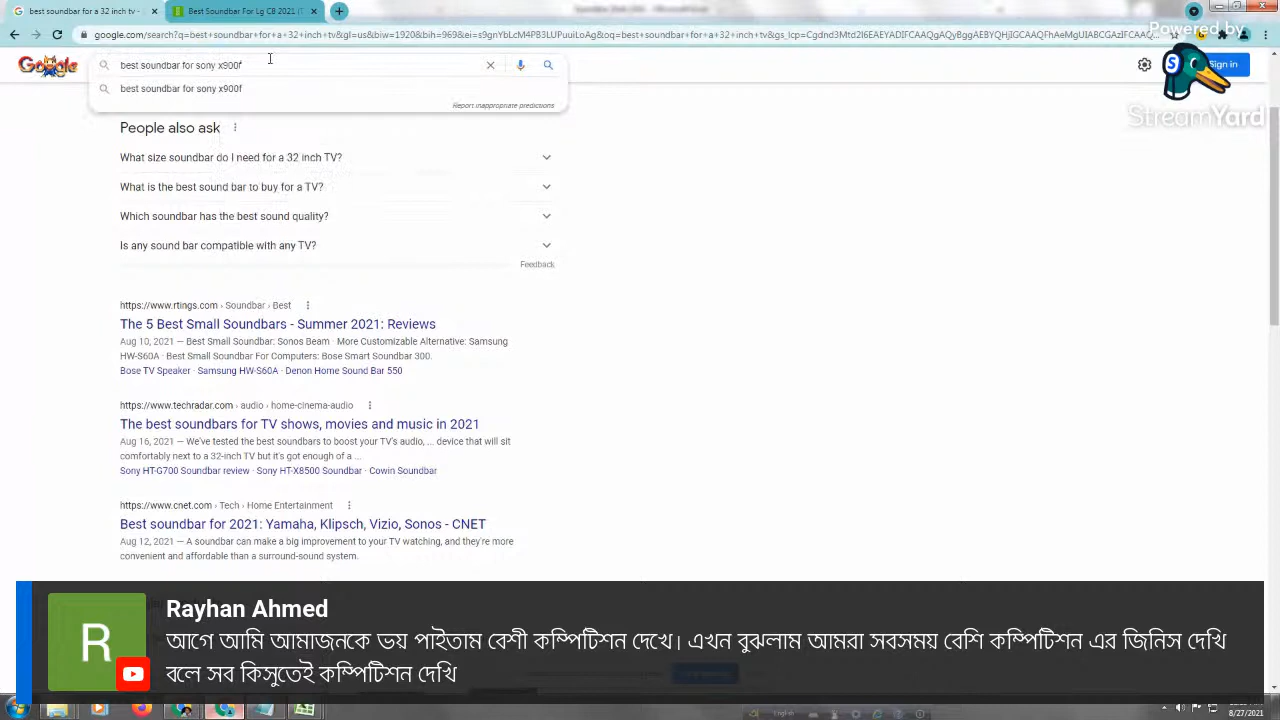 best soundbar for a 32 inch tv
Best Soundbar For Lg C8 2021 (T
google.com/search?q=best+soundbar+for+a+32+inch+tv&gl=us&biw=1920&bih=969
Powered by
Google
best soundbar for sony x900f
Sign in
best soundbar for sony x900f
Report inappropriate predictions
StreamYard
People also ask
What size soundbar do I need for a 32 inch TV?
What is the best sound bar to buy for a TV?
Which soundbar has the best sound quality?
Is any sound bar compatible with any TV?
Feedback
https://www.rtings.com › Soundbar › Best
The 5 Best Small Soundbars - Summer 2021: Reviews
Aug 10, 2021 — Best Small Soundbar: Sonos Beam · More Customizable Alternative: Samsung
HW-S60A · Best Small Soundbar For Computers: Bose Smart Soundbar 300.
Bose TV Speaker · Samsung HW-S60A · Denon Home Sound Bar 550
https://www.techradar.com › audio › home-cinema-audio
The best soundbars for TV shows, movies and music in 2021
Aug 16, 2021 — We've tested the best soundbars to boost your TV's audio, ... device that will sit
comfortably next to a 32-inch TV but it's got enough of a ...
Sony HT-G700 Soundbar review · Sony HT-X8500 Soundbar · Cowin Soundbar
https://www.cnet.com › Tech › Home Entertainment
Best soundbar for 2021: Yamaha, Klipsch, Vizio, Sonos - CNET
Aug 12, 2021 — A soundbar can make a big improvement to your TV watching, and they're more
convenient and affordable than a surround-sound system.
R
Rayhan Ahmed
আগে আমি আমাজনকে ভয় পাইতাম বেশী কম্পিটিশন দেখে। এখন বুঝলাম আমরা সবসময় বেশি কম্পিটিশন এর জিনিস দেখি
বলে সব কিসুতেই কম্পিটিশন দেখি
English
8/27/2021